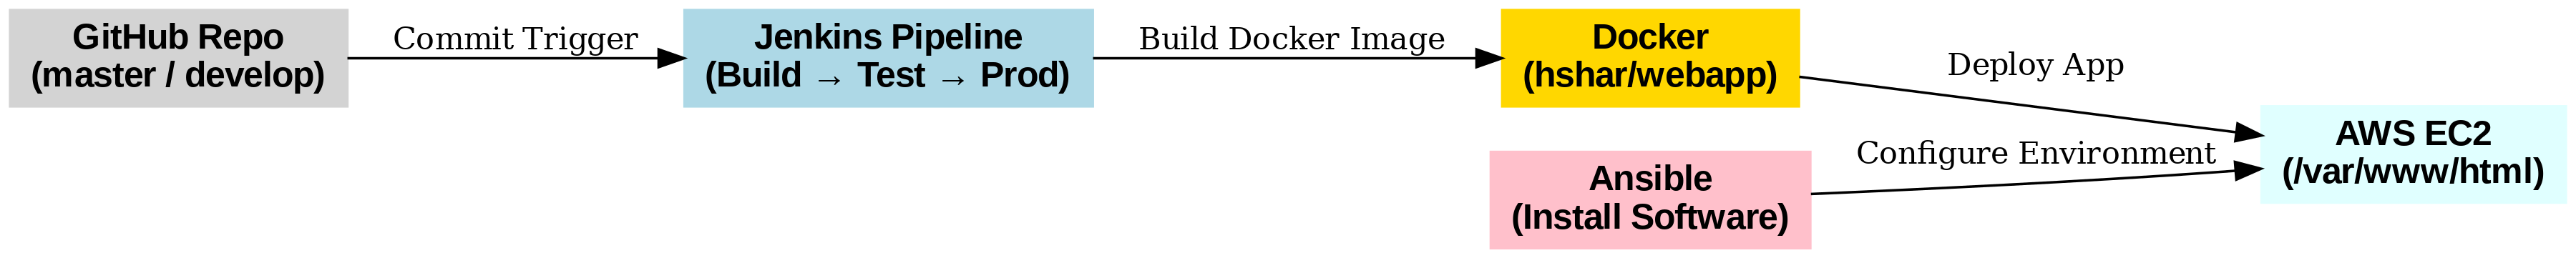 GitHub Repo
(master / develop)
Commit Trigger
Jenkins Pipeline
(Build → Test → Prod)
Build Docker Image
Docker
(hshar/webapp)
Deploy App
Ansible
(Install Software)
Configure Environment
AWS EC2
(/var/www/html)